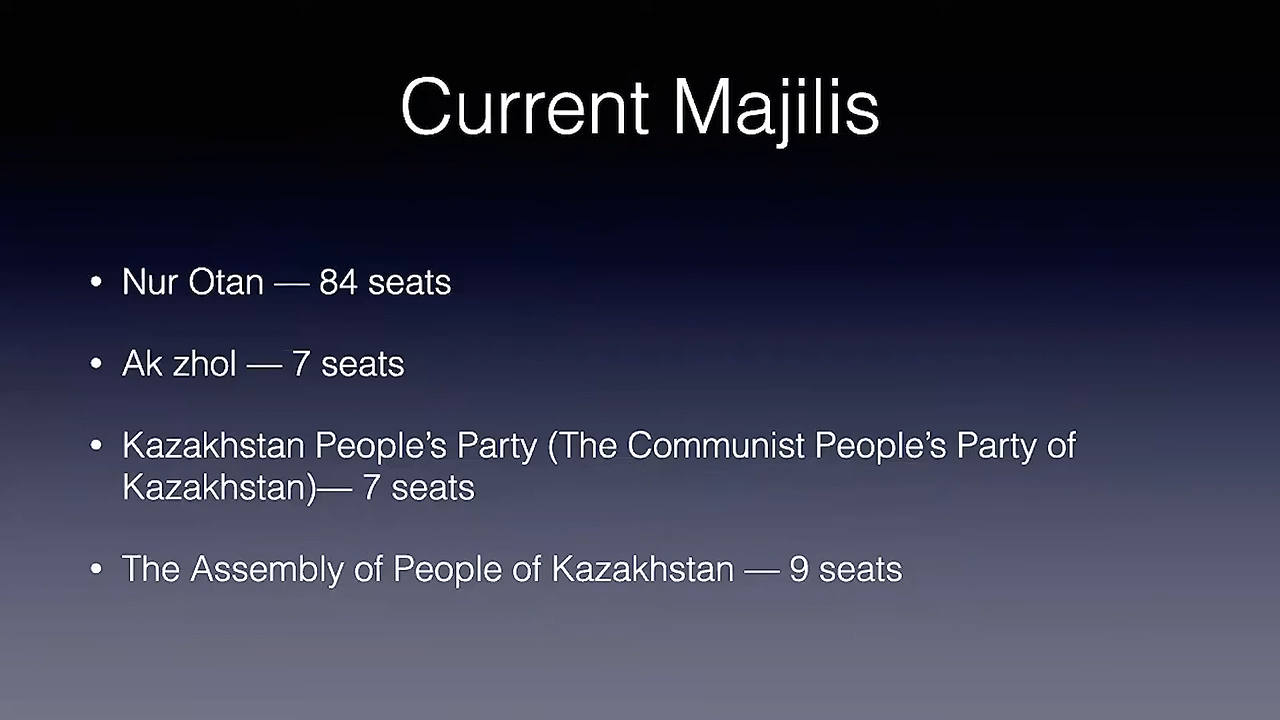 Current Majilis
• Nur Otan — 84 seats
• Ak zhol — 7 seats
• Kazakhstan People’s Party (The Communist People’s Party of
Kazakhstan)— 7 seats
• The Assembly of People of Kazakhstan — 9 seats